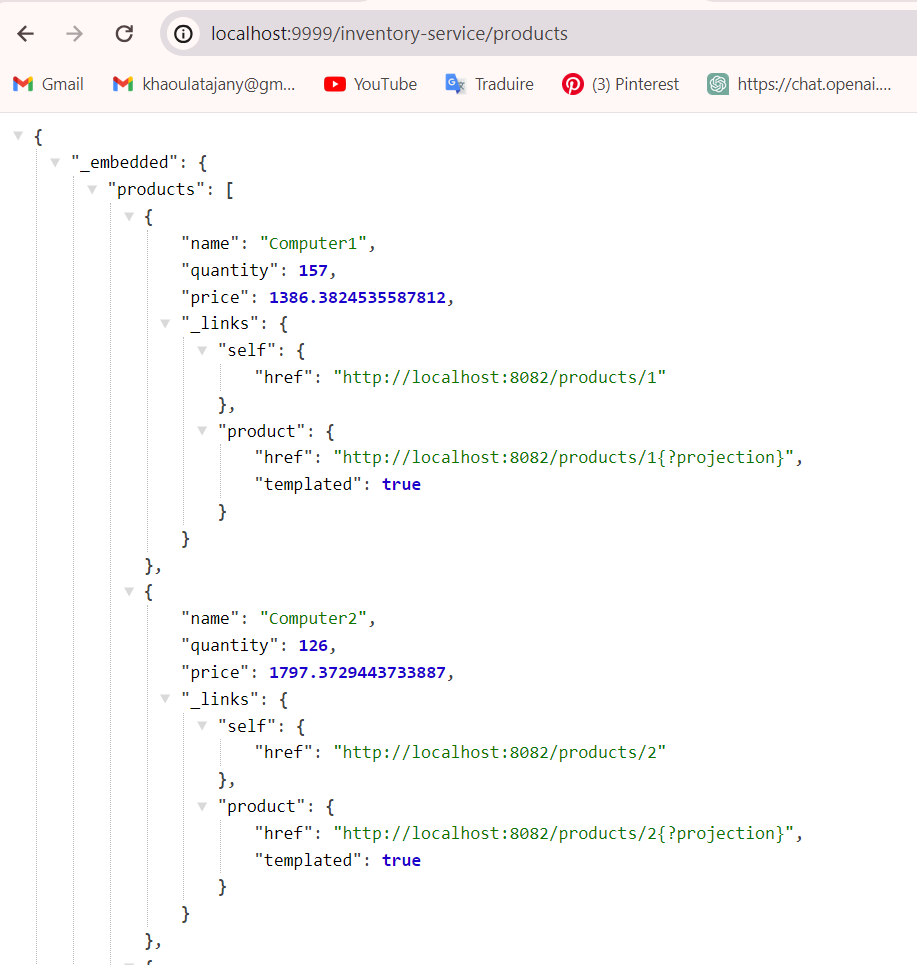 localhost:9999/inventory-service/products
Gmail khaoulatajany@gm... YouTube Traduire (3) Pinterest https://chat.openai....
{
"_embedded": {
"products": [
{
"name": "Computer1",
"quantity": 157,
"price": 1386.3824535587812,
"_links": {
"self": {
"href": "http://localhost:8082/products/1"
},
"product": {
"href": "http://localhost:8082/products/1{?projection}",
"templated": true
}
}
},
{
"name": "Computer2",
"quantity": 126,
"price": 1797.3729443733887,
"_links": {
"self": {
"href": "http://localhost:8082/products/2"
},
"product": {
"href": "http://localhost:8082/products/2{?projection}",
"templated": true
}
}
},
{